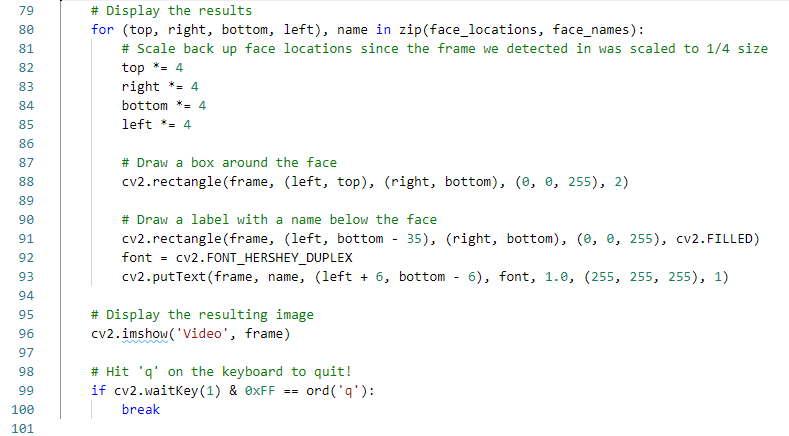 79 # Display the results
80 for (top, right, bottom, left), name in zip(face_locations, face_names):
81 # Scale back up face locations since the frame we detected in was scaled to 1/4 size
82 top *= 4
83 right *= 4
84 bottom *= 4
85 left *= 4
86
87 # Draw a box around the face
88 cv2.rectangle(frame, (left, top), (right, bottom), (0, 0, 255), 2)
89
90 # Draw a label with a name below the face
91 cv2.rectangle(frame, (left, bottom - 35), (right, bottom), (0, 0, 255), cv2.FILLED)
92 font = cv2.FONT_HERSHEY_DUPLEX
93 cv2.putText(frame, name, (left + 6, bottom - 6), font, 1.0, (255, 255, 255), 1)
94
95 # Display the resulting image
96 cv2.imshow('Video', frame)
97
98 # Hit 'q' on the keyboard to quit!
99 if cv2.waitKey(1) & 0xFF == ord('q'):
100 break
101